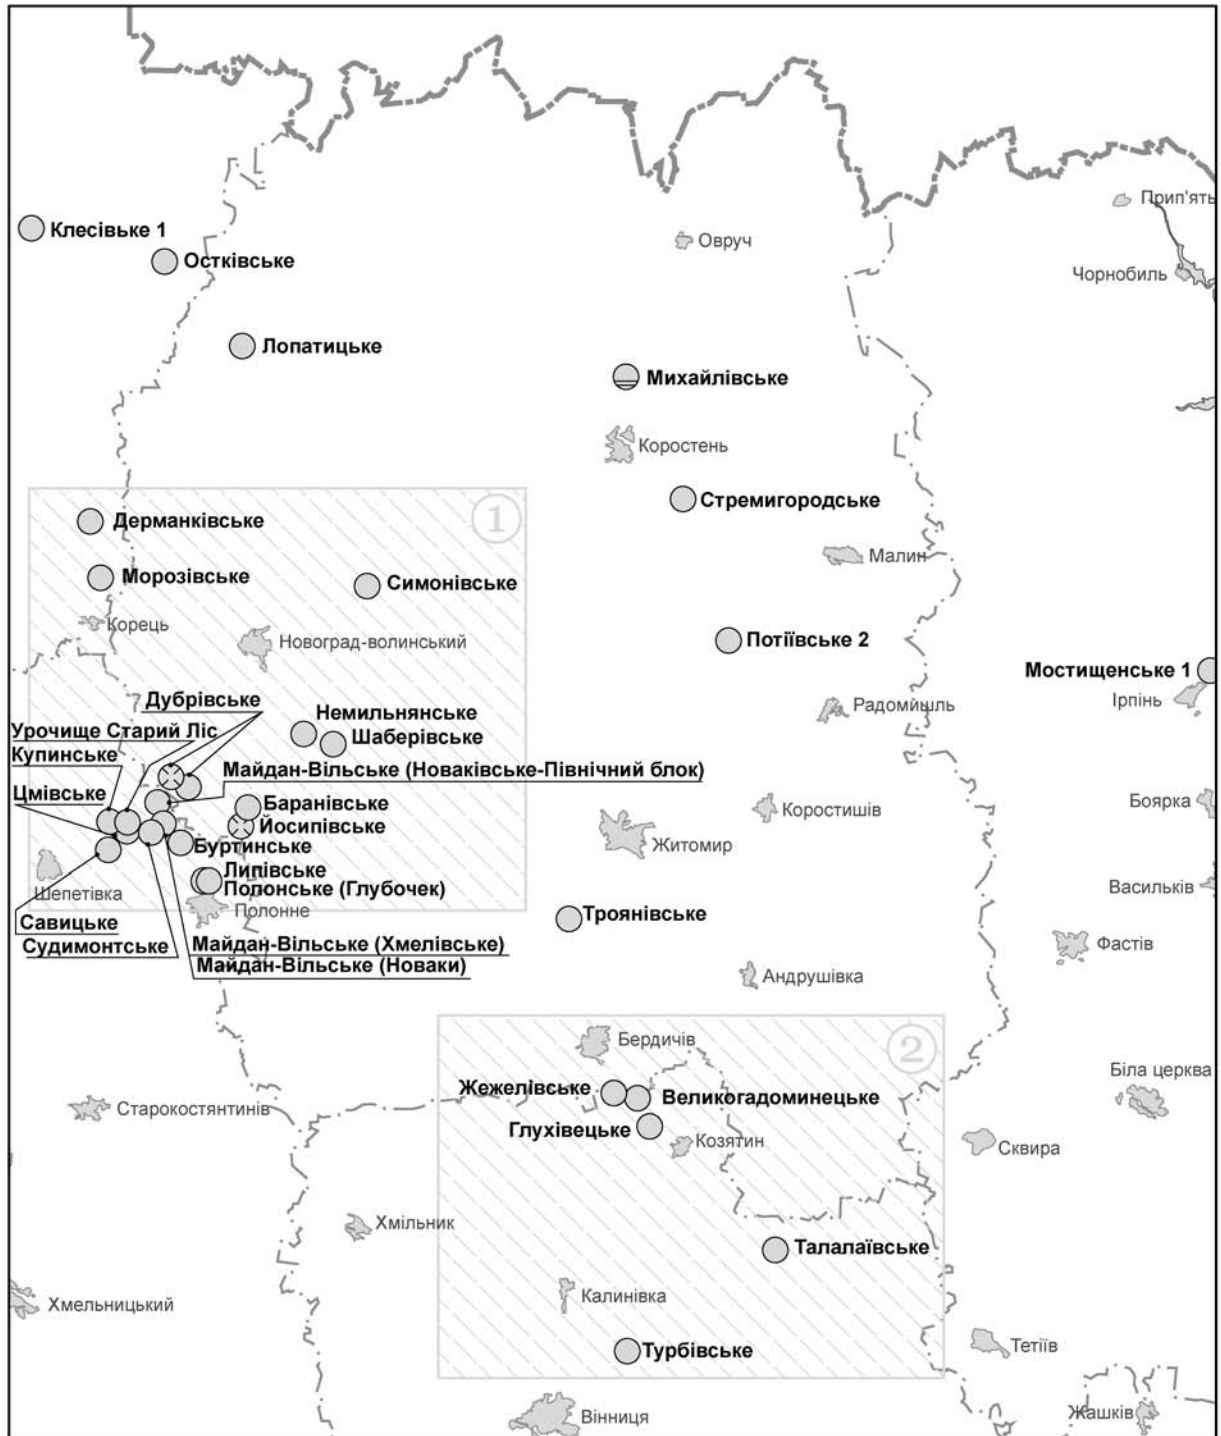 Прип'ять
Клесівьке 1
Овруч
Остківське
Чорнобиль
Лопатицьке
Михайлівське
Коростень
Стремигородське
1
Дерманківське
Малин
Морозівське
Симонівське
Корець
Новоград-волинський
Потіївське 2
Мостищенське 1
Ірпінь
Дубрівське
Радомишль
Немильнянське
Урочище Старий Ліс
Шаберівське
Купинське
Майдан-Вільське (Новаківське-Північний блок)
Цмівське
Баранівське
Коростишів
Боярка
Йосипівське
Житомир
Буртинське
Липівське
Шепетівка
Полонське (Глубочек)
Васильків
Полонне
Троянівське
Савицьке
Судимонтське
Майдан-Вільське (Хмелівське)
Фастів
Майдан-Вільське (Новаки)
Андрушівка
2
Бердичів
Біла церква
Жежелівське
Великогадоминецьке
Старокостянтинів
Глухівецьке
Козятин
Сквира
Хмільник
Талалаївське
Калинівка
Хмельницький
Турбівське
Тетіїв
Вінниця
Жашків